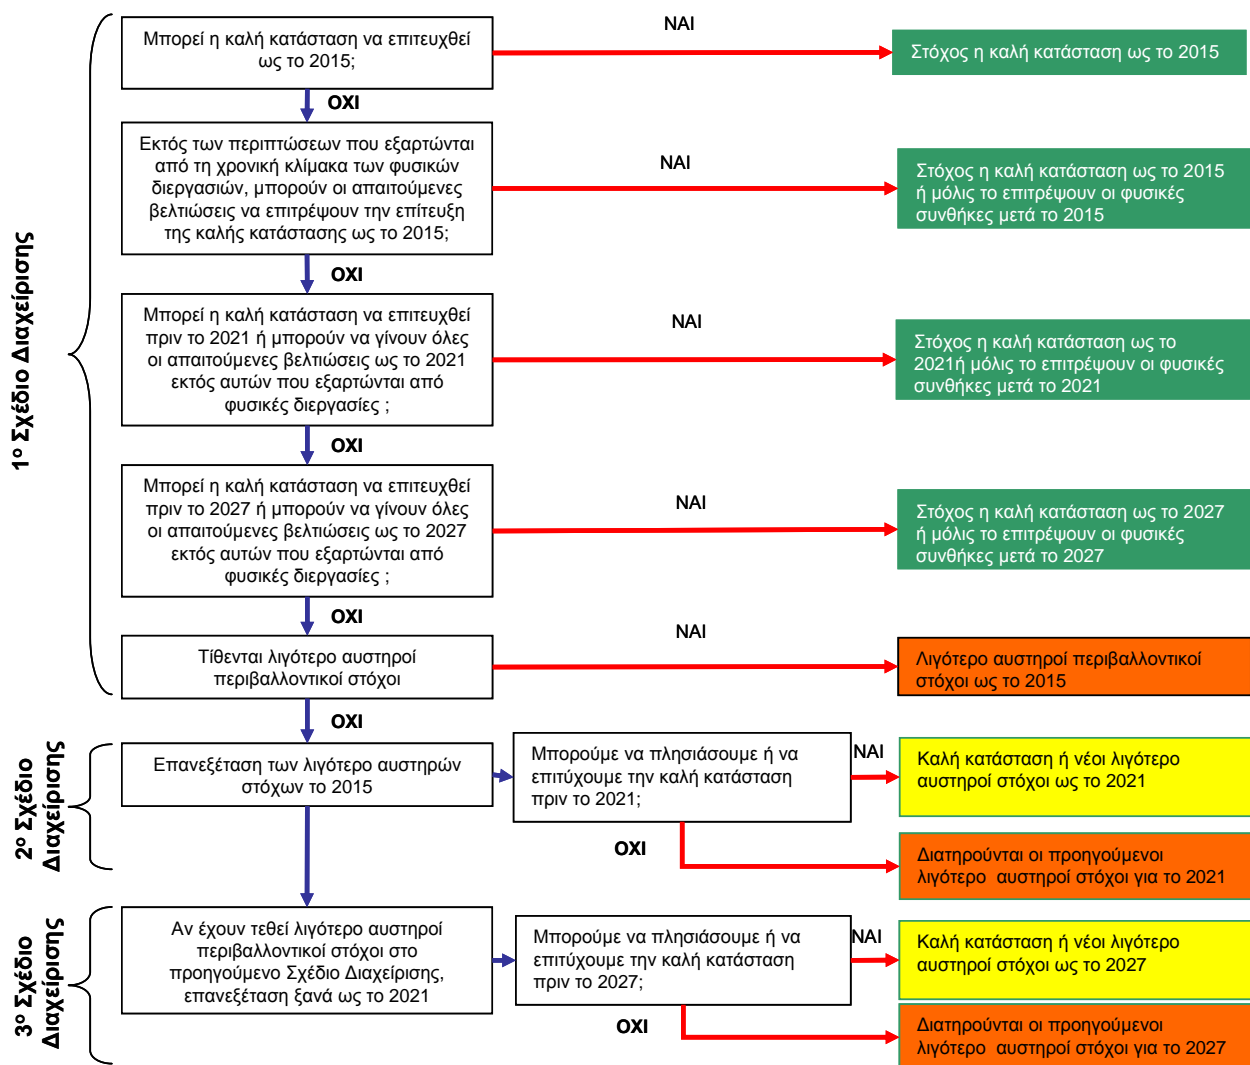 1ο Σχέδιο Διαχείρισης
Μπορεί η καλή κατάσταση να επιτευχθεί
ως το 2015;
ΝΑΙ
Στόχος η καλή κατάσταση ως το 2015
ΟΧΙ
Εκτός των περιπτώσεων που εξαρτώνται
από τη χρονική κλίμακα των φυσικών
διεργασιών, μπορούν οι απαιτούμενες
βελτιώσεις να επιτρέψουν την επίτευξη
της καλής κατάστασης ως το 2015;
ΝΑΙ
Στόχος η καλή κατάσταση ως το 2015
ή μόλις το επιτρέψουν οι φυσικές
συνθήκες μετά το 2015
ΟΧΙ
Μπορεί η καλή κατάσταση να επιτευχθεί
πριν το 2021 ή μπορούν να γίνουν όλες
οι απαιτούμενες βελτιώσεις ως το 2021
εκτός αυτών που εξαρτώνται από
φυσικές διεργασίες ;
ΝΑΙ
Στόχος η καλή κατάσταση ως το
2021ή μόλις το επιτρέψουν οι φυσικές
συνθήκες μετά το 2021
ΟΧΙ
Μπορεί η καλή κατάσταση να επιτευχθεί
πριν το 2027 ή μπορούν να γίνουν όλες
οι απαιτούμενες βελτιώσεις ως το 2027
εκτός αυτών που εξαρτώνται από
φυσικές διεργασίες ;
ΝΑΙ
Στόχος η καλή κατάσταση ως το 2027
ή μόλις το επιτρέψουν οι φυσικές
συνθήκες μετά το 2027
ΟΧΙ
Τίθενται λιγότερο αυστηροί
περιβαλλοντικοί στόχοι
ΝΑΙ
Λιγότερο αυστηροί περιβαλλοντικοί
στόχοι ως το 2015
ΟΧΙ
2ο Σχέδιο
Διαχείρισης
Επανεξέταση των λιγότερο αυστηρών
στόχων το 2015
Μπορούμε να πλησιάσουμε ή να
επιτύχουμε την καλή κατάσταση
πριν το 2021;
ΝΑΙ
Καλή κατάσταση ή νέοι λιγότερο
αυστηροί στόχοι ως το 2021
ΟΧΙ
Διατηρούνται οι προηγούμενοι
λιγότερο αυστηροί στόχοι για το 2021
3ο Σχέδιο
Διαχείρισης
Αν έχουν τεθεί λιγότερο αυστηροί
περιβαλλοντικοί στόχοι στο
προηγούμενο Σχέδιο Διαχείρισης,
επανεξέταση ξανά ως το 2021
Μπορούμε να πλησιάσουμε ή να
επιτύχουμε την καλή κατάσταση
πριν το 2027;
ΝΑΙ
Καλή κατάσταση ή νέοι λιγότερο
αυστηροί στόχοι ως το 2027
ΟΧΙ
Διατηρούνται οι προηγούμενοι
λιγότερο αυστηροί στόχοι για το 2027